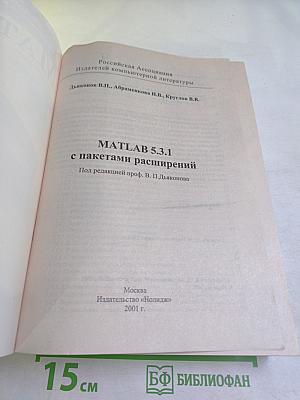 Российская Ассоциация
Издателей компьютерной литературы
Дьяконов В.П., Абраменкова И.В., Круглов В.В.
MATLAB 5.3.1
с пакетами расширений
Под редакцией проф. В. П.Дьяконова
Москва
Издательство «Нолидж»
2001 г.
15 см
БФ БИБЛИОФАН